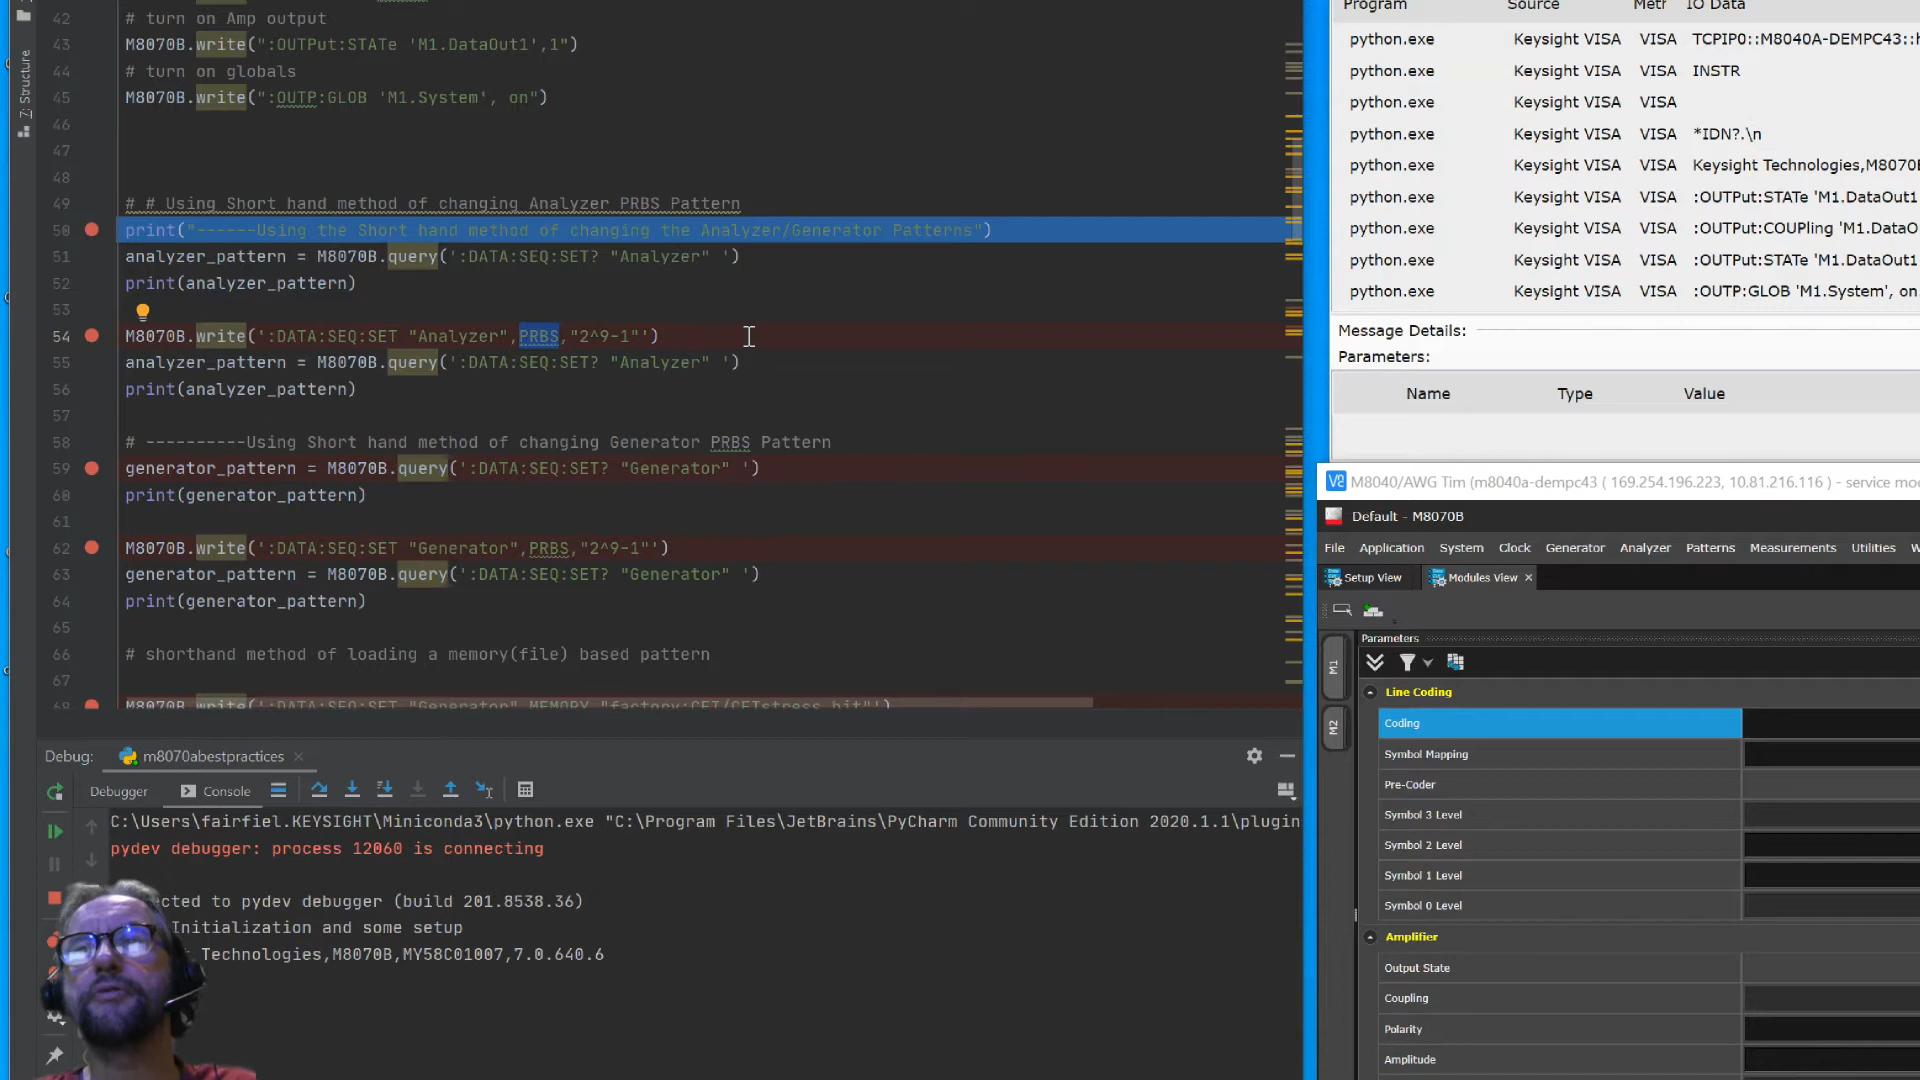 42 # turn on Amp output
43 M8070B.write(":OUTPut:STATe 'M1.DataOut1',1")
44 # turn on globals
45 M8070B.write(":OUTP:GLOB 'M1.System', on")
46
47
48
49 # # Using Short hand method of changing Analyzer PRBS Pattern
50 print("------Using the Short hand method of changing the Analyzer/Generator Patterns")
51 analyzer_pattern = M8070B.query(':DATA:SEQ:SET? "Analyzer" ')
52 print(analyzer_pattern)
53
54 M8070B.write(':DATA:SEQ:SET "Analyzer",PRBS,"2^9-1"')
55 analyzer_pattern = M8070B.query(':DATA:SEQ:SET? "Analyzer" ')
56 print(analyzer_pattern)
57
58 # ----------Using Short hand method of changing Generator PRBS Pattern
59 generator_pattern = M8070B.query(':DATA:SEQ:SET? "Generator" ')
60 print(generator_pattern)
61
62 M8070B.write(':DATA:SEQ:SET "Generator",PRBS,"2^9-1"')
63 generator_pattern = M8070B.query(':DATA:SEQ:SET? "Generator" ')
64 print(generator_pattern)
65
66 # shorthand method of loading a memory(file) based pattern
67
68 M8070B.write(':DATA:SEQ:SET "Generator",MEMORY,"factory:CEI/CEIstress.bit"')
Z: Structure
Debug: m8070abestpractices
Debugger Console
C:\Users\fairfiel.KEYSIGHT\Miniconda3\python.exe "C:\Program Files\JetBrains\PyCharm Community Edition 2020.1.1\plugin
pydev debugger: process 12060 is connecting
ected to pydev debugger (build 201.8538.36)
Initialization and some setup
Technologies,M8070B,MY58C01007,7.0.640.6
Program Source Metr IO Data
python.exe Keysight VISA VISA TCPIP0::M8040A-DEMPC43::h
python.exe Keysight VISA VISA INSTR
python.exe Keysight VISA VISA
python.exe Keysight VISA VISA *IDN?.\n
python.exe Keysight VISA VISA Keysight Technologies,M8070B
python.exe Keysight VISA VISA :OUTPut:STATe 'M1.DataOut1
python.exe Keysight VISA VISA :OUTPut:COUPling 'M1.DataO
python.exe Keysight VISA VISA :OUTPut:STATe 'M1.DataOut1
python.exe Keysight VISA VISA :OUTP:GLOB 'M1.System', on
Message Details:
Parameters:
Name Type Value
M8040/AWG Tim (m8040a-dempc43 ( 169.254.196.223, 10.81.216.116 ) - service mo
Default - M8070B
File Application System Clock Generator Analyzer Patterns Measurements Utilities W
Setup View Modules View
M1
M2
Parameters
Line Coding
Coding
Symbol Mapping
Pre-Coder
Symbol 3 Level
Symbol 2 Level
Symbol 1 Level
Symbol 0 Level
Amplifier
Output State
Coupling
Polarity
Amplitude